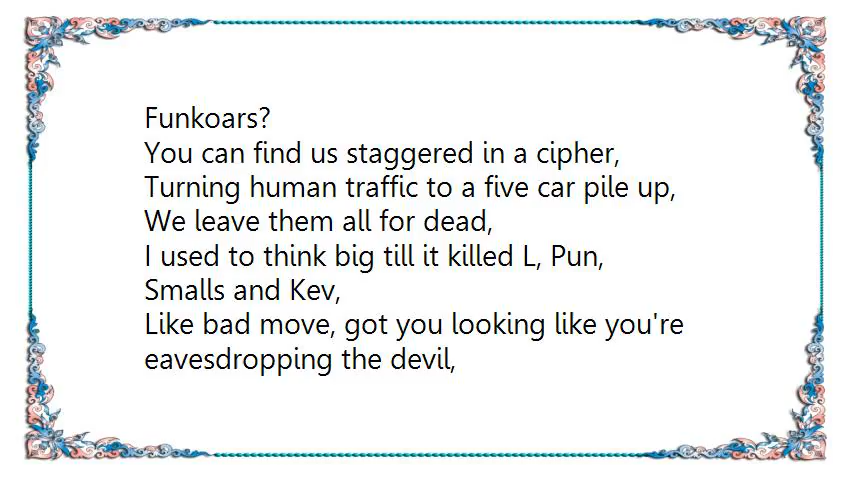 Funkoars?
You can find us staggered in a cipher,
Turning human traffic to a five car pile up,
We leave them all for dead,
I used to think big till it killed L, Pun,
Smalls and Kev,
Like bad move, got you looking like you're
eavesdropping the devil,